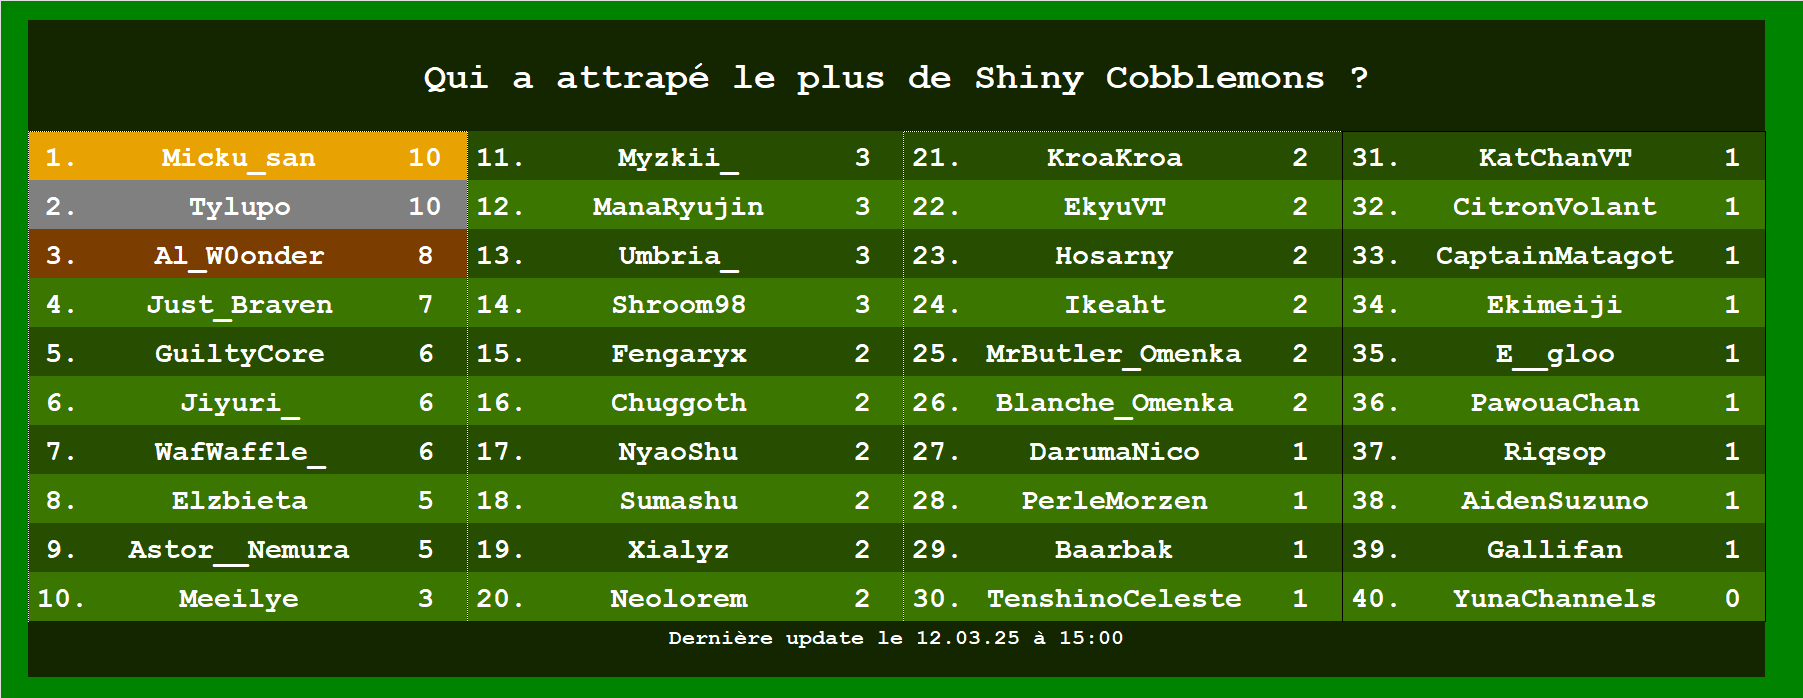 Qui a attrapé le plus de Shiny Cobblemons ?
1. Micku_san 10
2. Tylupo 10
3. Al_W0onder 8
4. Just_Braven 7
5. GuiltyCore 6
6. Jiyuri_ 6
7. WafWaffle_ 6
8. Elzbieta 5
9. Astor__Nemura 5
10. Meeilye 3
11. Myzkii_ 3
12. ManaRyujin 3
13. Umbria_ 3
14. Shroom98 3
15. Fengaryx 2
16. Chuggoth 2
17. NyaoShu 2
18. Sumashu 2
19. Xialyz 2
20. Neolorem 2
21. KroaKroa 2
22. EkyuVT 2
23. Hosarny 2
24. Ikeaht 2
25. MrButler_Omenka 2
26. Blanche_Omenka 2
27. DarumaNico 1
28. PerleMorzen 1
29. Baarbak 1
30. TenshinoCeleste 1
31. KatChanVT 1
32. CitronVolant 1
33. CaptainMatagot 1
34. Ekimeiji 1
35. E__gloo 1
36. PawouaChan 1
37. Riqsop 1
38. AidenSuzuno 1
39. Gallifan 1
40. YunaChannels 0
Dernière update le 12.03.25 à 15:00